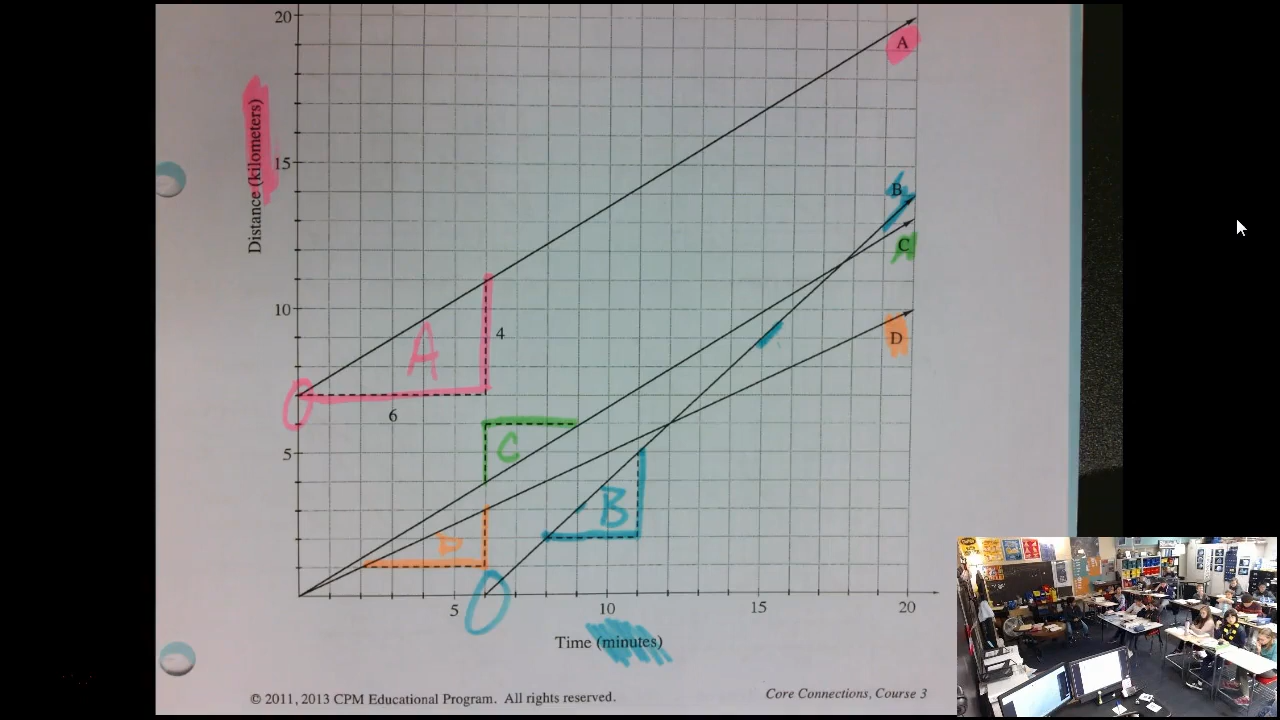 20
A
Distance (kilometers)
15
B
C
10
D
A
4
6
C
5
B
D
5
10
15
20
Time (minutes)
© 2011, 2013 CPM Educational Program. All rights reserved.
Core Connections, Course 3